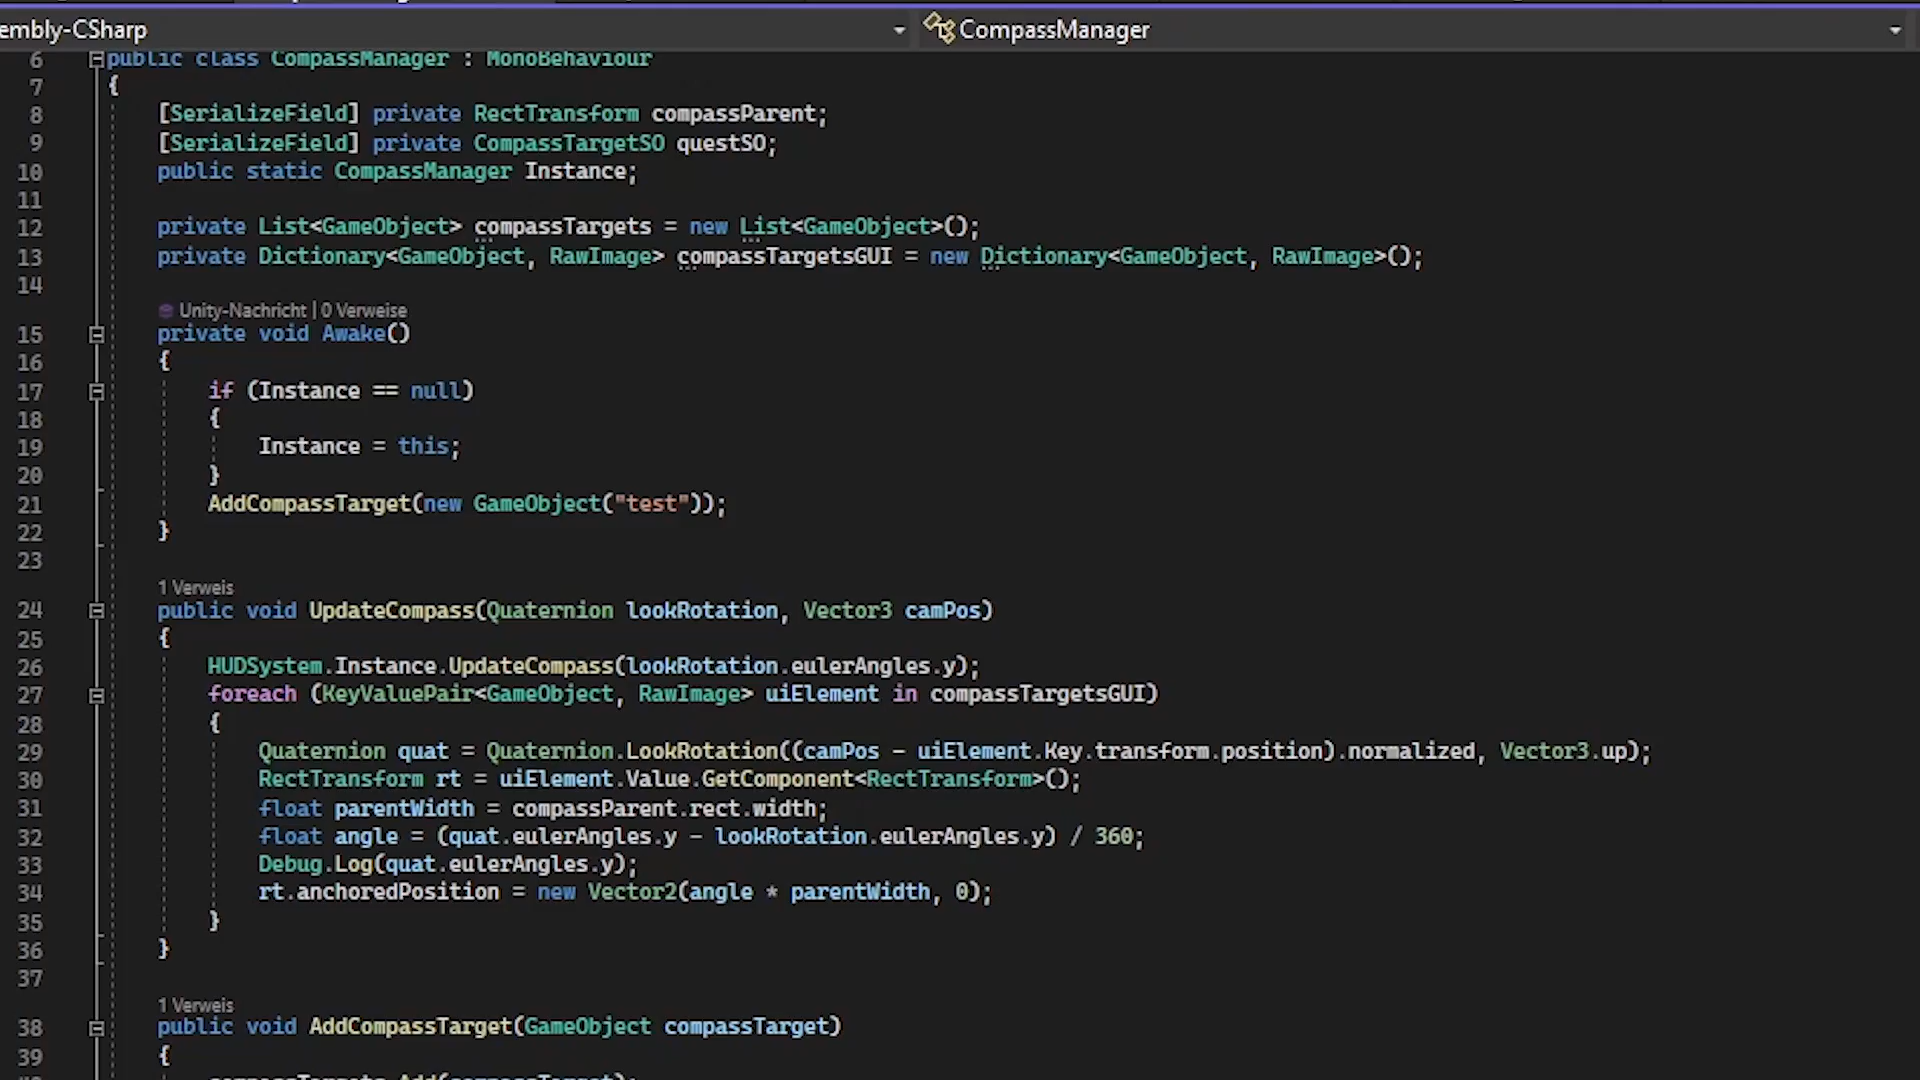 embly-CSharp
CompassManager
6 public class CompassManager : MonoBehaviour
7 {
8 [SerializeField] private RectTransform compassParent;
9 [SerializeField] private CompassTargetSO questSO;
10 public static CompassManager Instance;
11
12 private List<GameObject> compassTargets = new List<GameObject>();
13 private Dictionary<GameObject, RawImage> compassTargetsGUI = new Dictionary<GameObject, RawImage>();
14
Unity-Nachricht | 0 Verweise
15 private void Awake()
16 {
17 if (Instance == null)
18 {
19 Instance = this;
20 }
21 AddCompassTarget(new GameObject("test"));
22 }
23
1 Verweis
24 public void UpdateCompass(Quaternion lookRotation, Vector3 camPos)
25 {
26 HUDSystem.Instance.UpdateCompass(lookRotation.eulerAngles.y);
27 foreach (KeyValuePair<GameObject, RawImage> uiElement in compassTargetsGUI)
28 {
29 Quaternion quat = Quaternion.LookRotation((camPos - uiElement.Key.transform.position).normalized, Vector3.up);
30 RectTransform rt = uiElement.Value.GetComponent<RectTransform>();
31 float parentWidth = compassParent.rect.width;
32 float angle = (quat.eulerAngles.y - lookRotation.eulerAngles.y) / 360;
33 Debug.Log(quat.eulerAngles.y);
34 rt.anchoredPosition = new Vector2(angle * parentWidth, 0);
35 }
36 }
37
1 Verweis
38 public void AddCompassTarget(GameObject compassTarget)
39 {
compassTargets.Add(compassTarget);